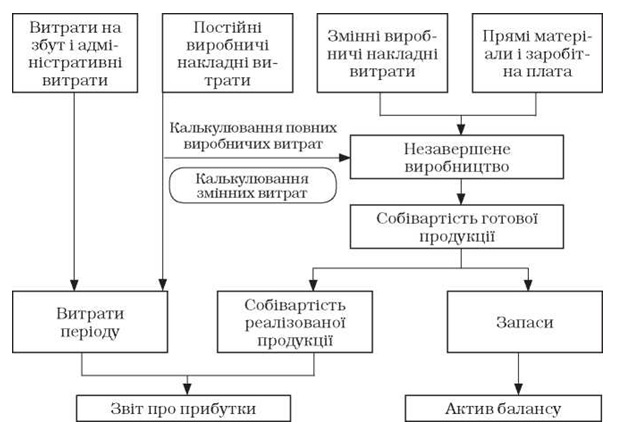 Витрати на
збут і адмі-
ністративні
витрати
Постійні
виробничі
накладні ви-
трати
Змінні вироб-
ничі накладні
витрати
Прямі матері-
али і заробіт-
на плата
Калькулювання повних
виробничих витрат
Калькулювання
змінних витрат
Незавершене
виробництво
Собівартість готової
продукції
Витрати
періоду
Собівартість
реалізованої
продукції
Запаси
Звіт про прибутки
Актив балансу